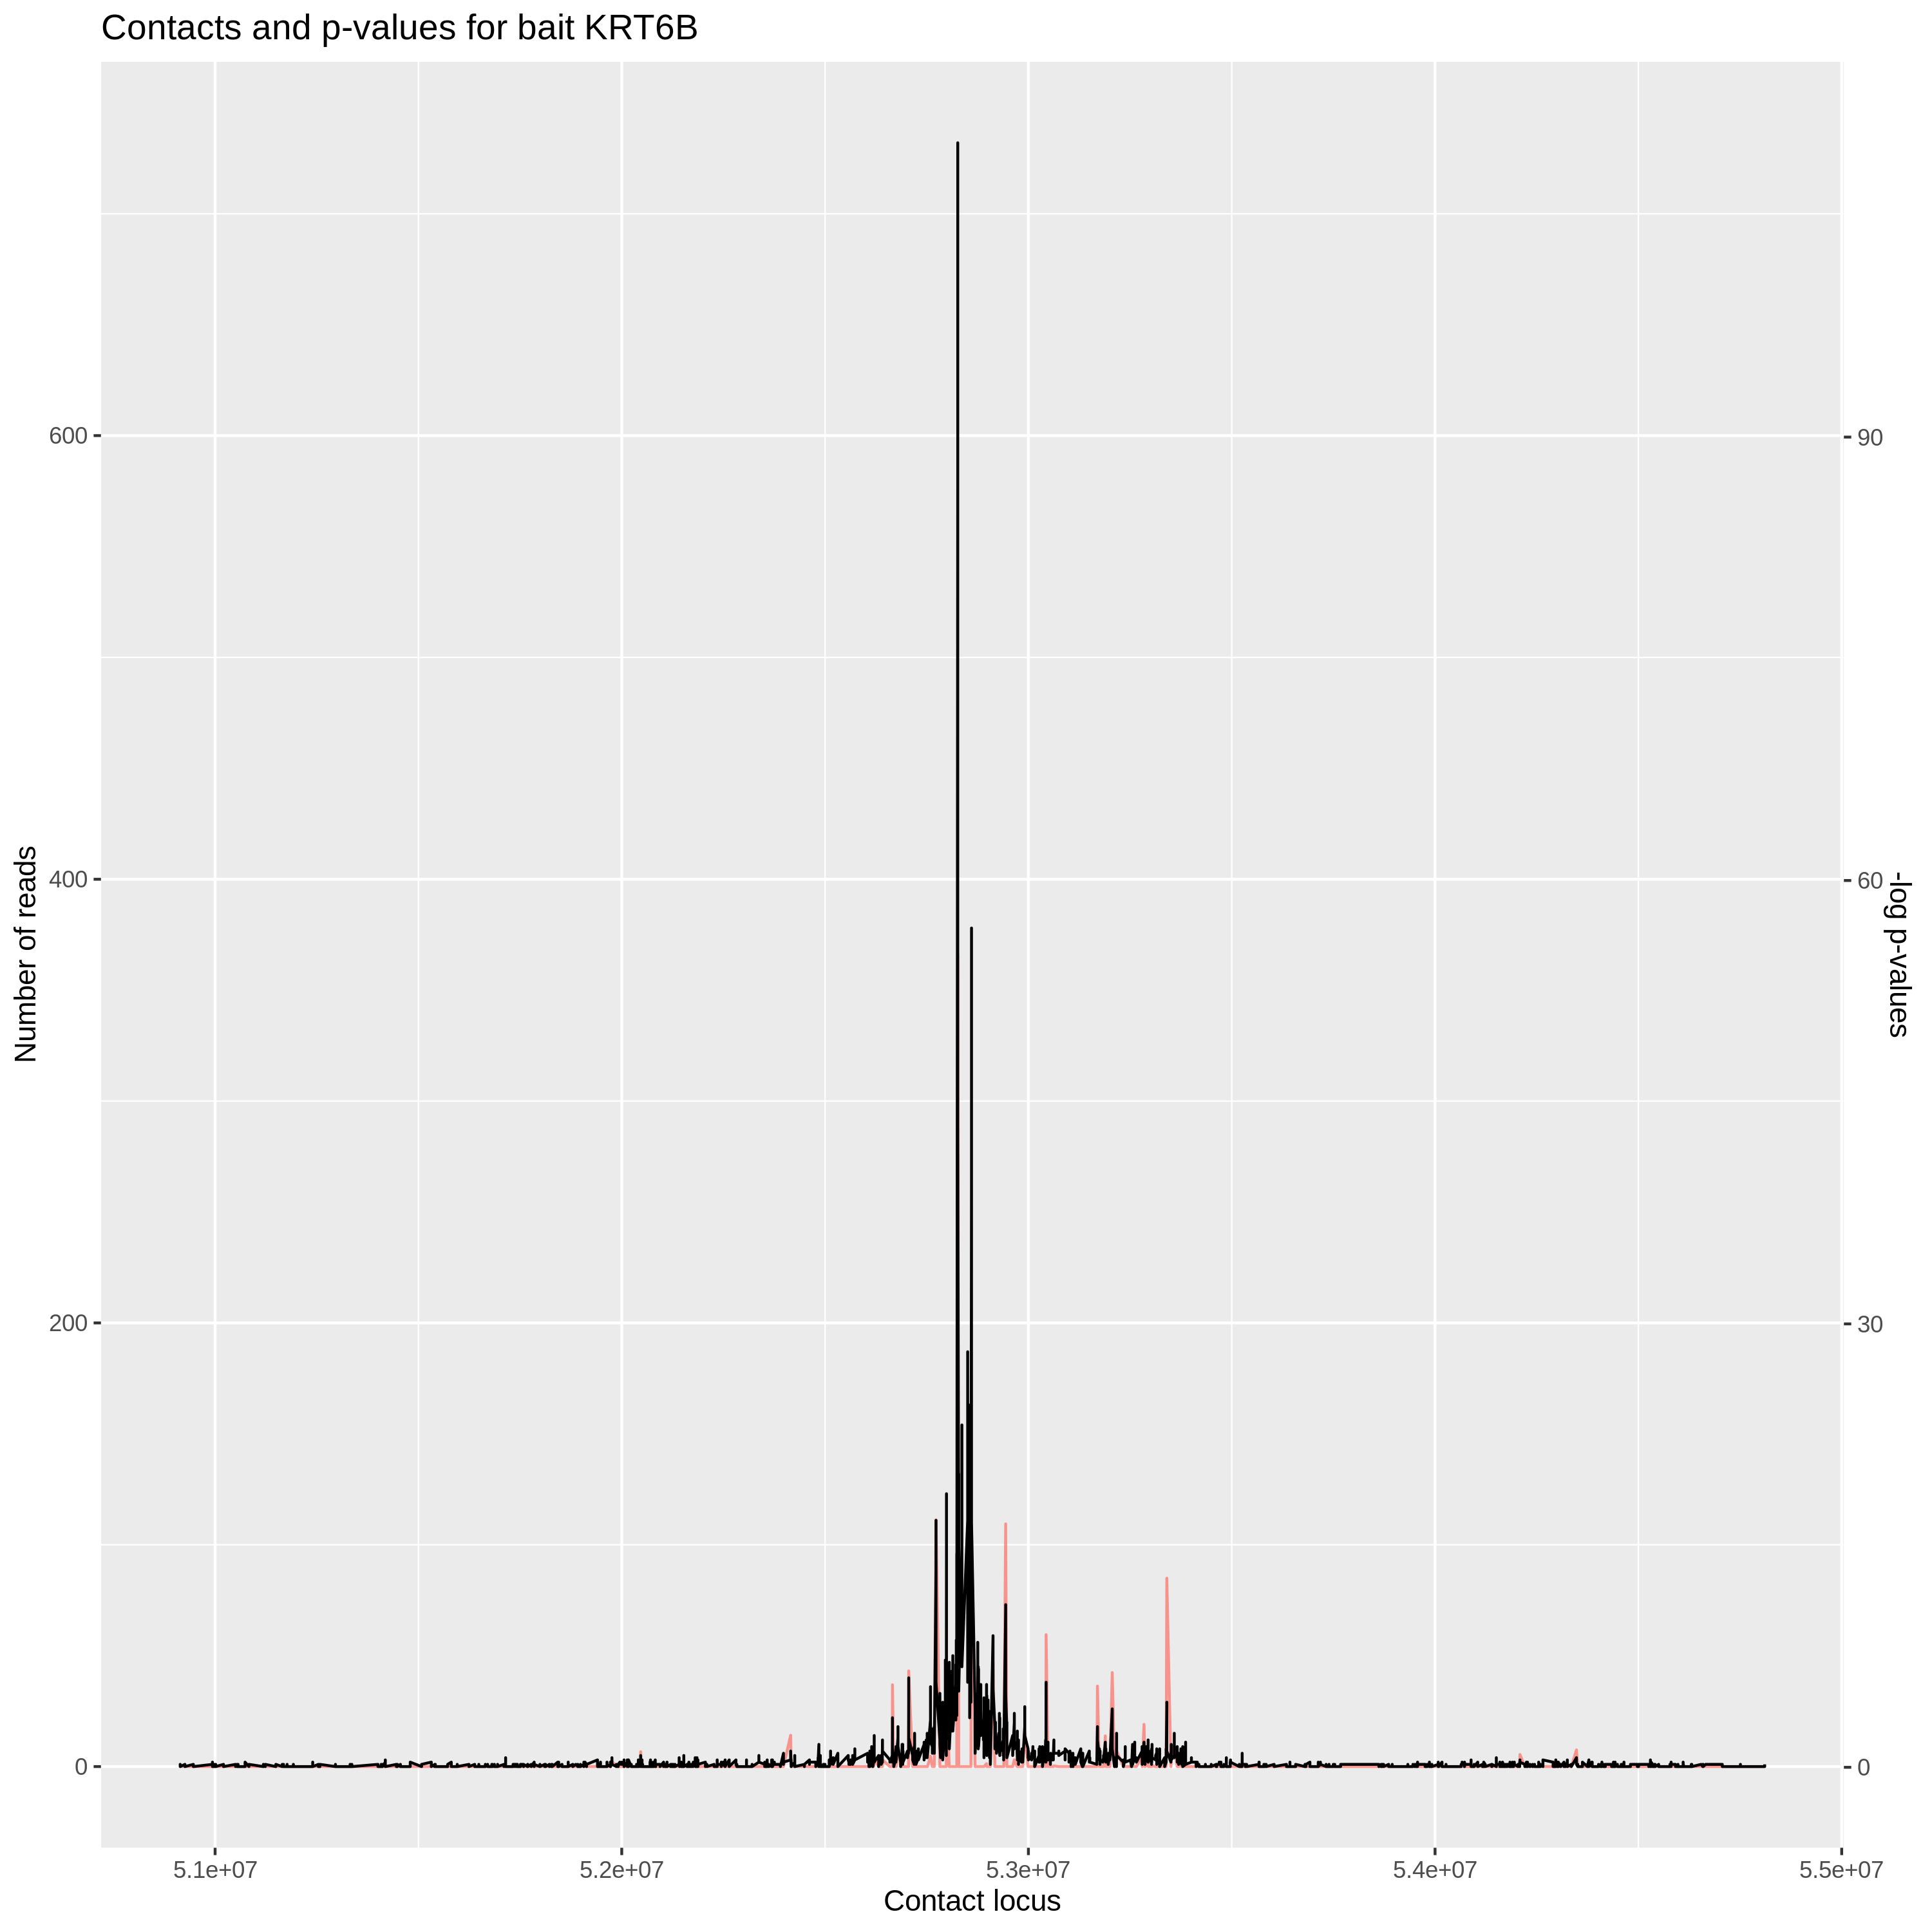 Contacts and p-values for bait KRT6B
Number of reads
600
400
200
0
90
60
30
0
-log p-values
5.1e+07 5.2e+07 5.3e+07 5.4e+07 5.5e+07
Contact locus